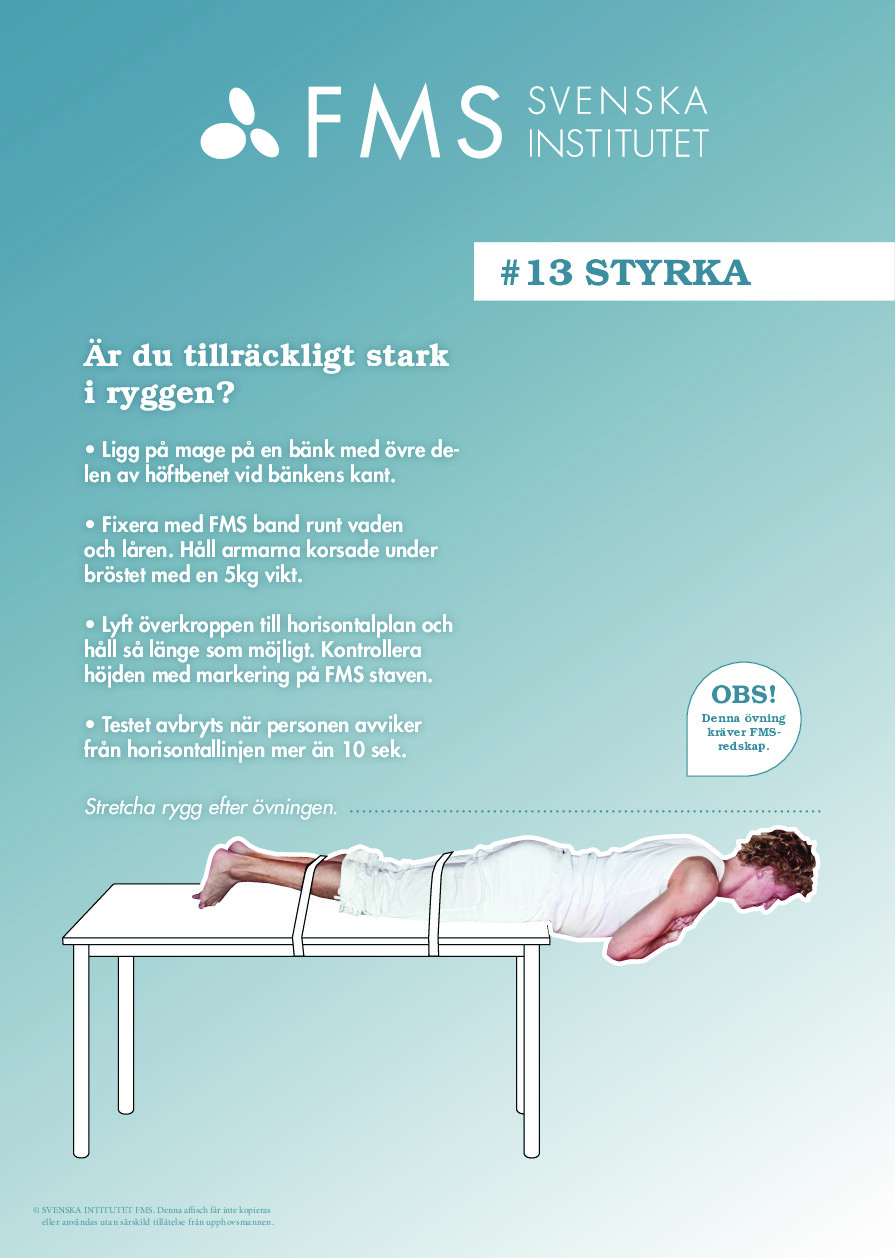 FMS SVENSKA
INSTITUTET
#13 STYRKA
Är du tillräckligt stark
i ryggen?
• Ligg på mage på en bänk med övre de-
len av höftbenet vid bänkens kant.
• Fixera med FMS band runt vaden
och låren. Håll armarna korsade under
bröstet med en 5kg vikt.
• Lyft överkroppen till horisontalplan och
håll så länge som möjligt. Kontrollera
höjden med markering på FMS staven.
• Testet avbryts när personen avviker
från horisontallinjen mer än 10 sek.
OBS!
Denna övning
kräver FMS-
redskap.
Stretcha rygg efter övningen.
© SVENSKA INTITUTET FMS. Denna affisch får inte kopieras
eller användas utan särskild tillåtelse från upphovsmannen.